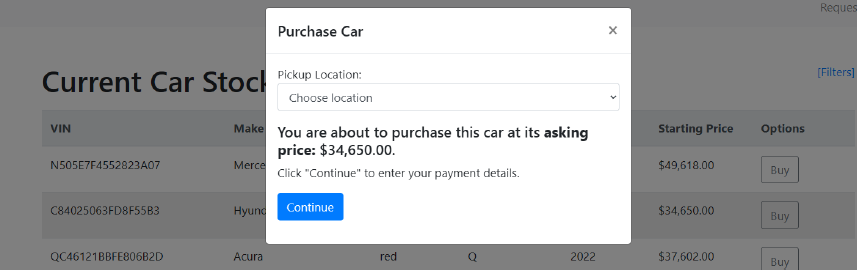 Reques
Purchase Car
×
Pickup Location:
Current Car Stock
[Filters]
Choose location
VIN Make Starting Price Options
You are about to purchase this car at its asking
price: $34,650.00.
N505E7F4552823A07 Merce $49,618.00 Buy
Click "Continue" to enter your payment details.
C84025063FD8F55B3 Hyund $34,650.00 Buy
Continue
QC46121BBFE806B2D Acura red Q 2022 $37,602.00 Buy